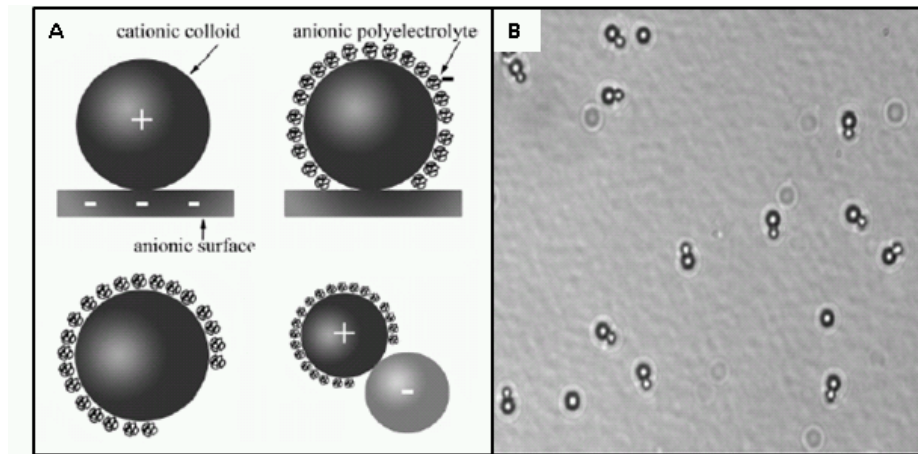 A
cationic colloid
anionic polyelectrolyte
B
+
-
- - -
anionic surface
+
-